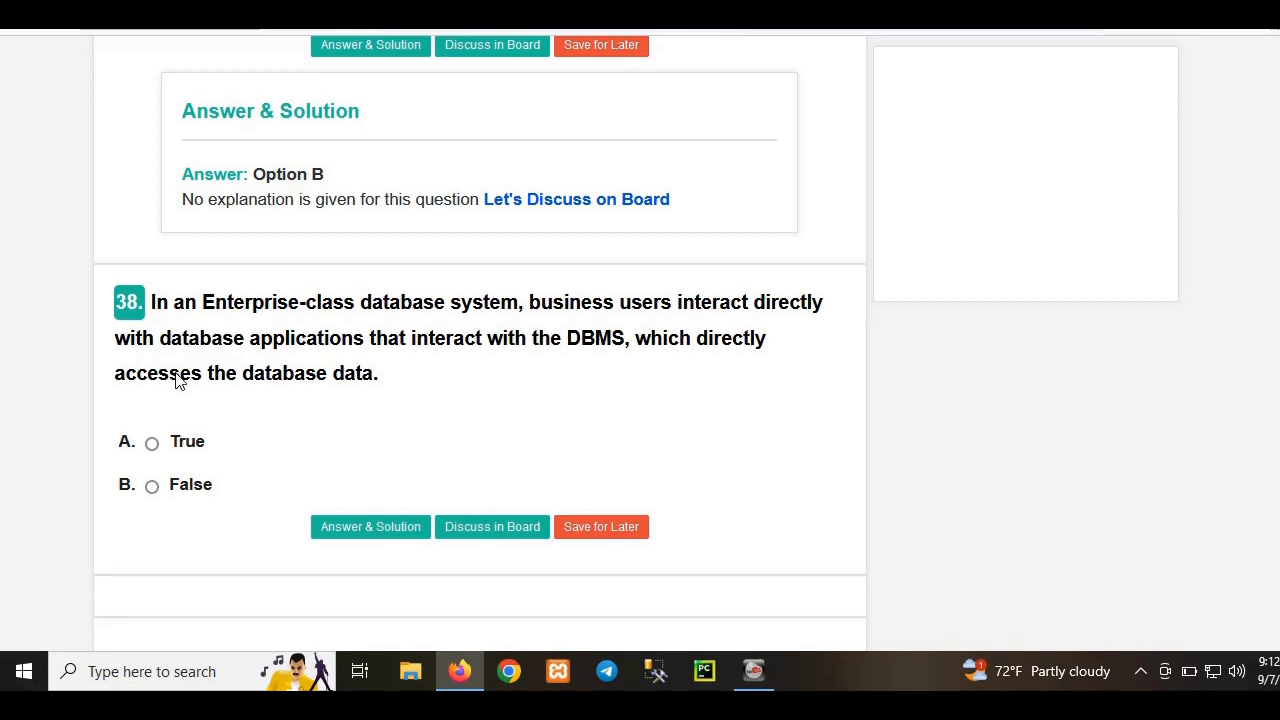 Answer & Solution Discuss in Board Save for Later
Answer & Solution
Answer: Option B
No explanation is given for this question Let's Discuss on Board
38. In an Enterprise-class database system, business users interact directly
with database applications that interact with the DBMS, which directly
accesses the database data.
A. True
B. False
Answer & Solution Discuss in Board Save for Later
Type here to search PC 1 72°F Partly cloudy 9:12
9/7/